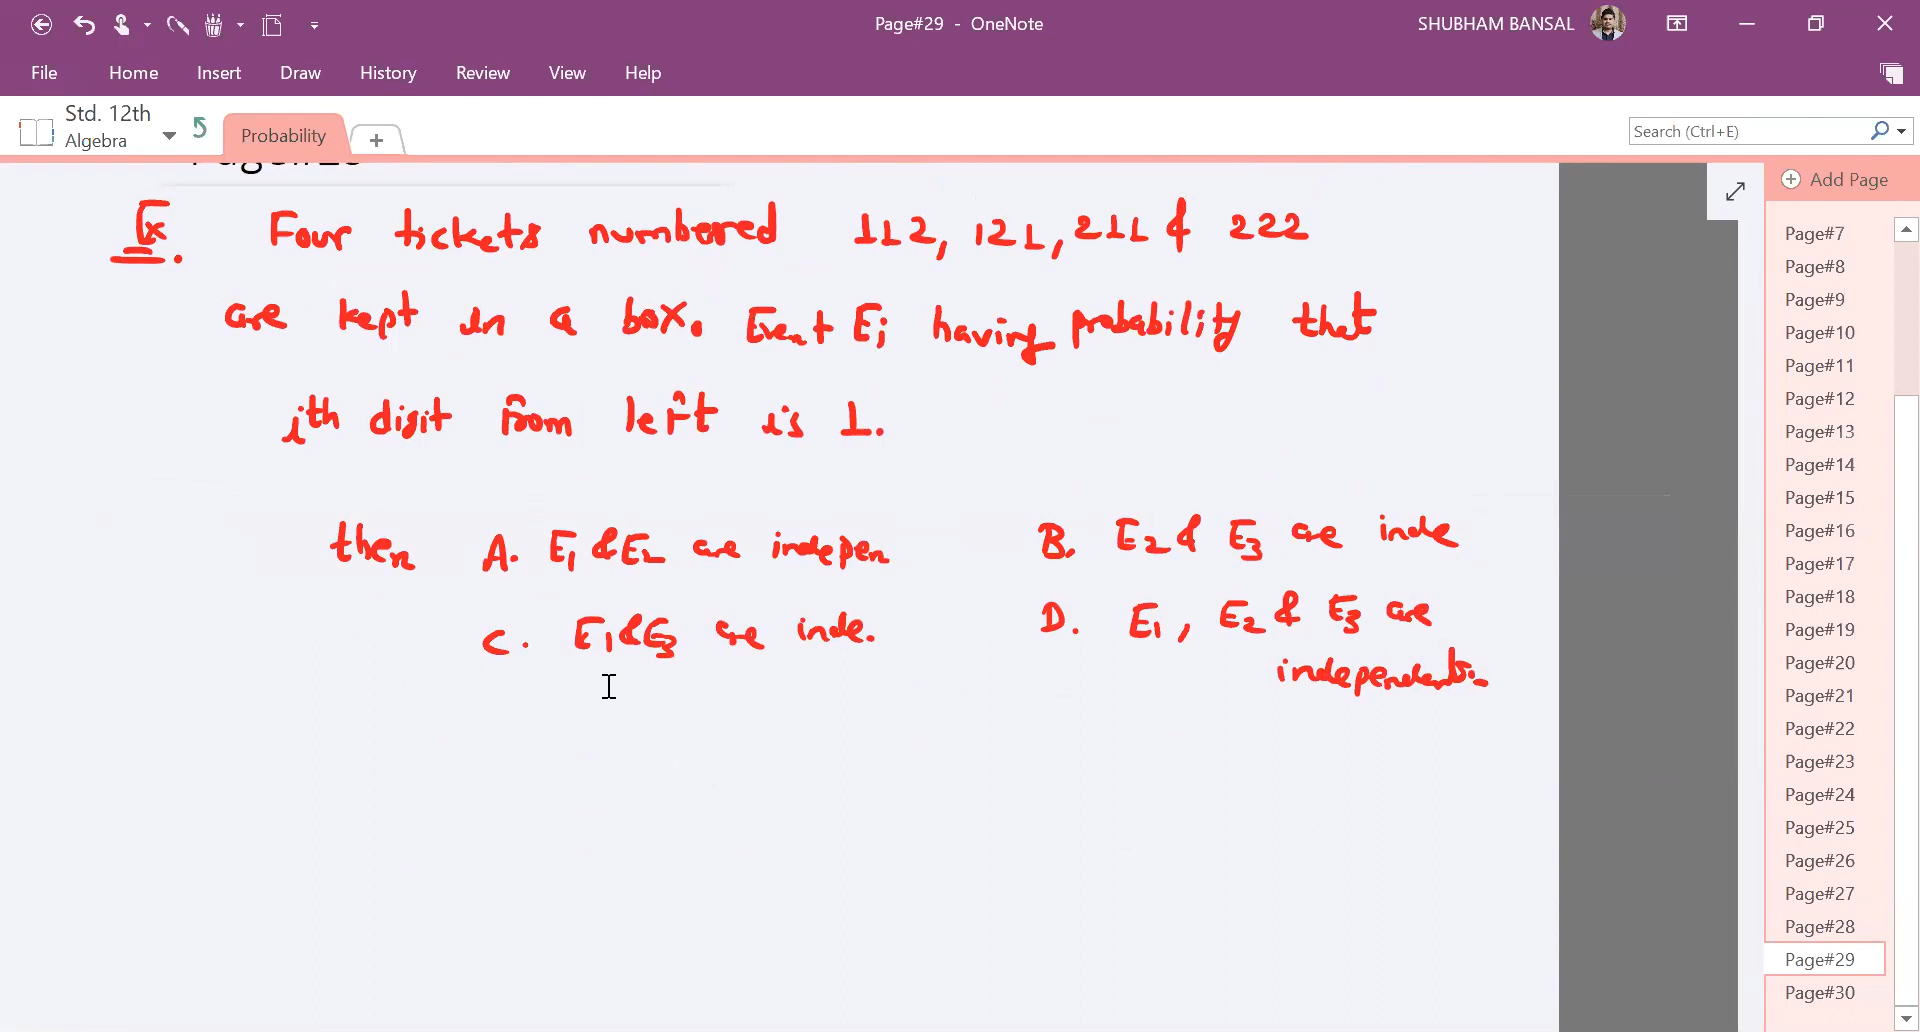 Page#29 - OneNote
SHUBHAM BANSAL
File Home Insert Draw History Review View Help
Std. 12th
Algebra
Probability
+
Search (Ctrl+E)
Add Page
Ex.
Four tickets numbered 112, 121, 211 & 222
are kept in a box. Event Ei having probability that
ith digit from left is 1.
then A. E1 & E2 are indepen
B. E2 & E3 are inde
C. E1 & E3 are inde.
D. E1, E2 & E3 are
independents.
Page#7
Page#8
Page#9
Page#10
Page#11
Page#12
Page#13
Page#14
Page#15
Page#16
Page#17
Page#18
Page#19
Page#20
Page#21
Page#22
Page#23
Page#24
Page#25
Page#26
Page#27
Page#28
Page#29
Page#30